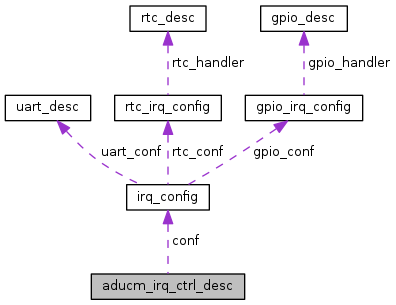 rtc_desc
gpio_desc
rtc_handler
gpio_handler
uart_desc
rtc_irq_config
gpio_irq_config
uart_conf
rtc_conf
gpio_conf
irq_config
conf
aducm_irq_ctrl_desc